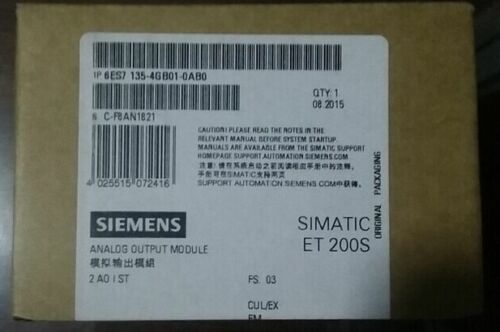 1P 6ES7 135-4GB01-0AB0
QTY: 1
08.2015
S C-F8AN1821
CAUTION! PLEASE READ THE NOTES IN THE
RELEVANT MANUAL BEFORE SYSTEM STARTUP.
MANUALS ARE AVAILABLE FROM THE SIMATIC SUPPORT
HOMEPAGE SUPPORT.AUTOMATION.SIEMENS.COM
注意: 请在系统启动之前阅读相应手册中的注释。
手册可在SIMATIC支持网页
SUPPORT.AUTOMATION.SIEMENS.COM中获得。
4 025515 072416
ORIGINAL PACKAGING
SIEMENS
SIMATIC
ET 200S
ANALOG OUTPUT MODULE
模拟输出模组
2 AO I ST
FS: 03
CUL/EX
FM